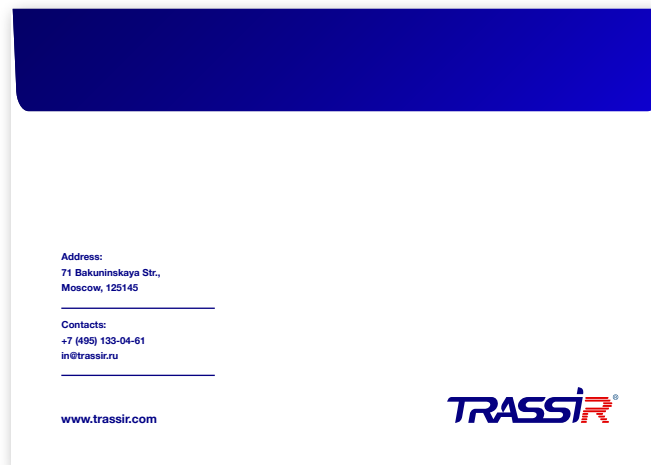 Address:
71 Bakuninskaya Str.,
Moscow, 125145
Contacts:
+7 (495) 133-04-61
in@trassir.ru
www.trassir.com
TRASSIR®